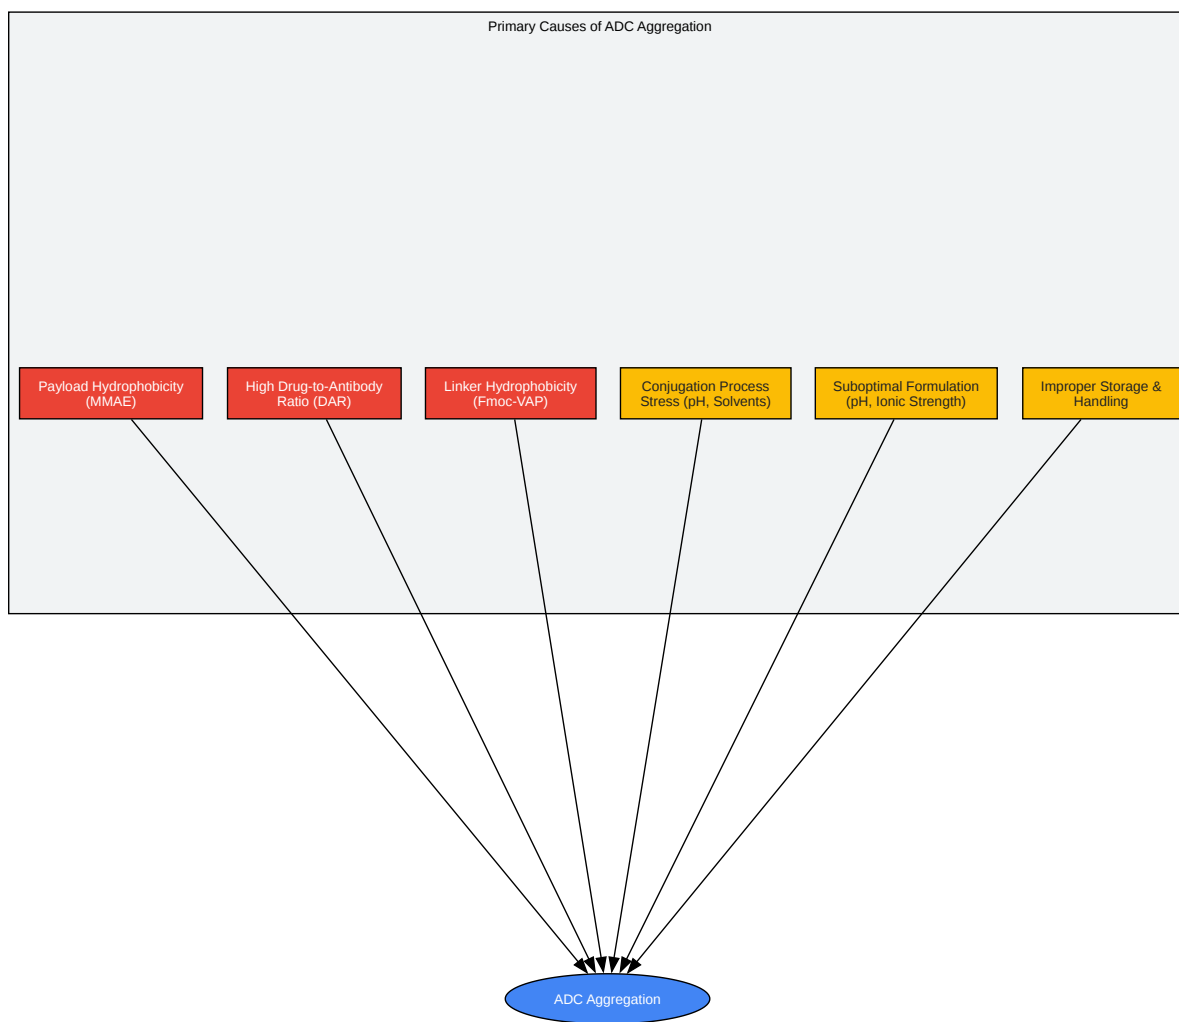 Primary Causes of ADC Aggregation
Payload Hydrophobicity
(MMAE)
High Drug-to-Antibody
Ratio (DAR)
Linker Hydrophobicity
(Fmoc-VAP)
Conjugation Process
Stress (pH, Solvents)
Suboptimal Formulation
(pH, Ionic Strength)
Improper Storage &
Handling
ADC Aggregation